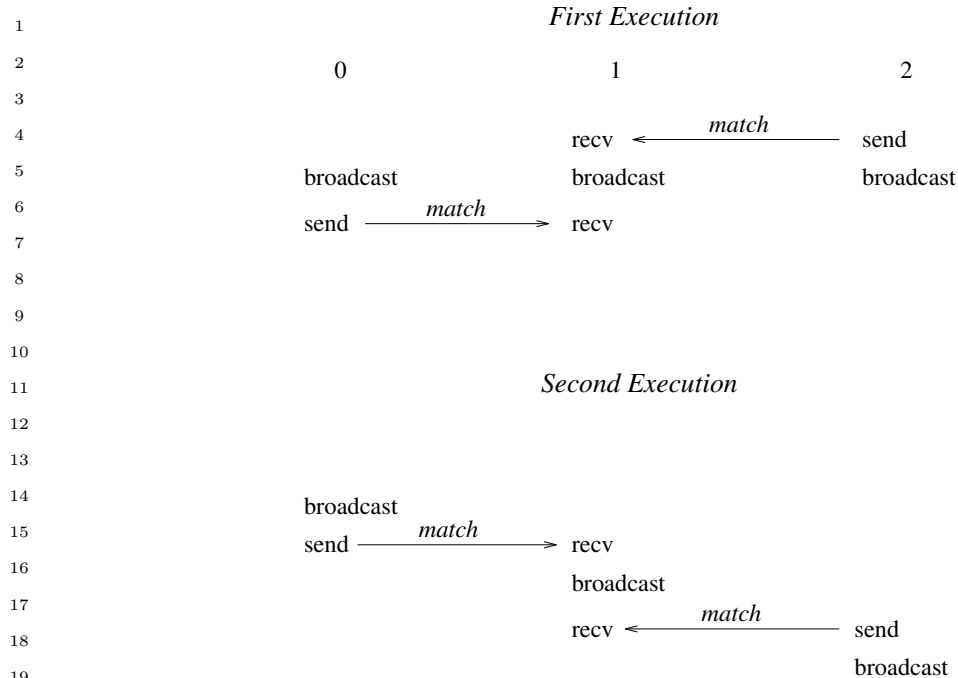 1 First Execution
2 0 1 2
3
4 recv match send
5 broadcast broadcast broadcast
6 send match recv
7
8
9
10
11 Second Execution
12
13
14 broadcast
15 send match recv
16 broadcast
17 match
18 recv send
19 broadcast